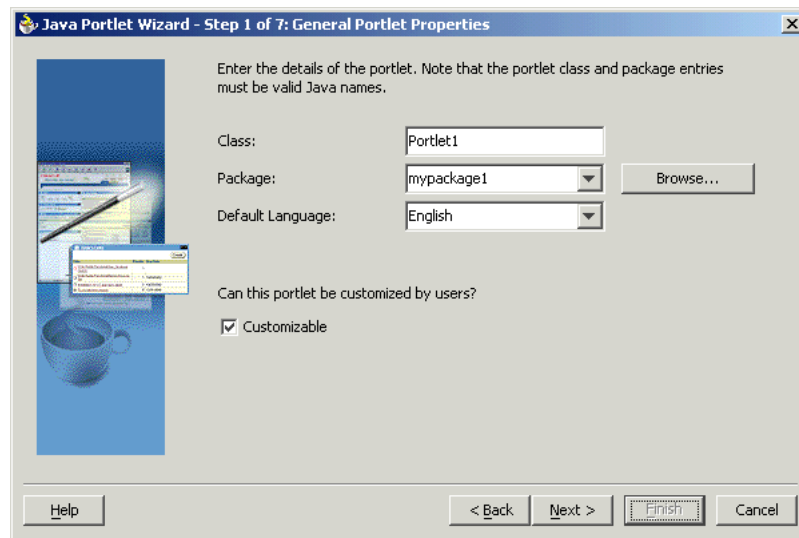 Java Portlet Wizard - Step 1 of 7: General Portlet Properties
Enter the details of the portlet. Note that the portlet class and package entries
must be valid Java names.
Class: Portlet1
Package: mypackage1 Browse...
Default Language: English
Can this portlet be customized by users?
Customizable
Help < Back Next > Finish Cancel